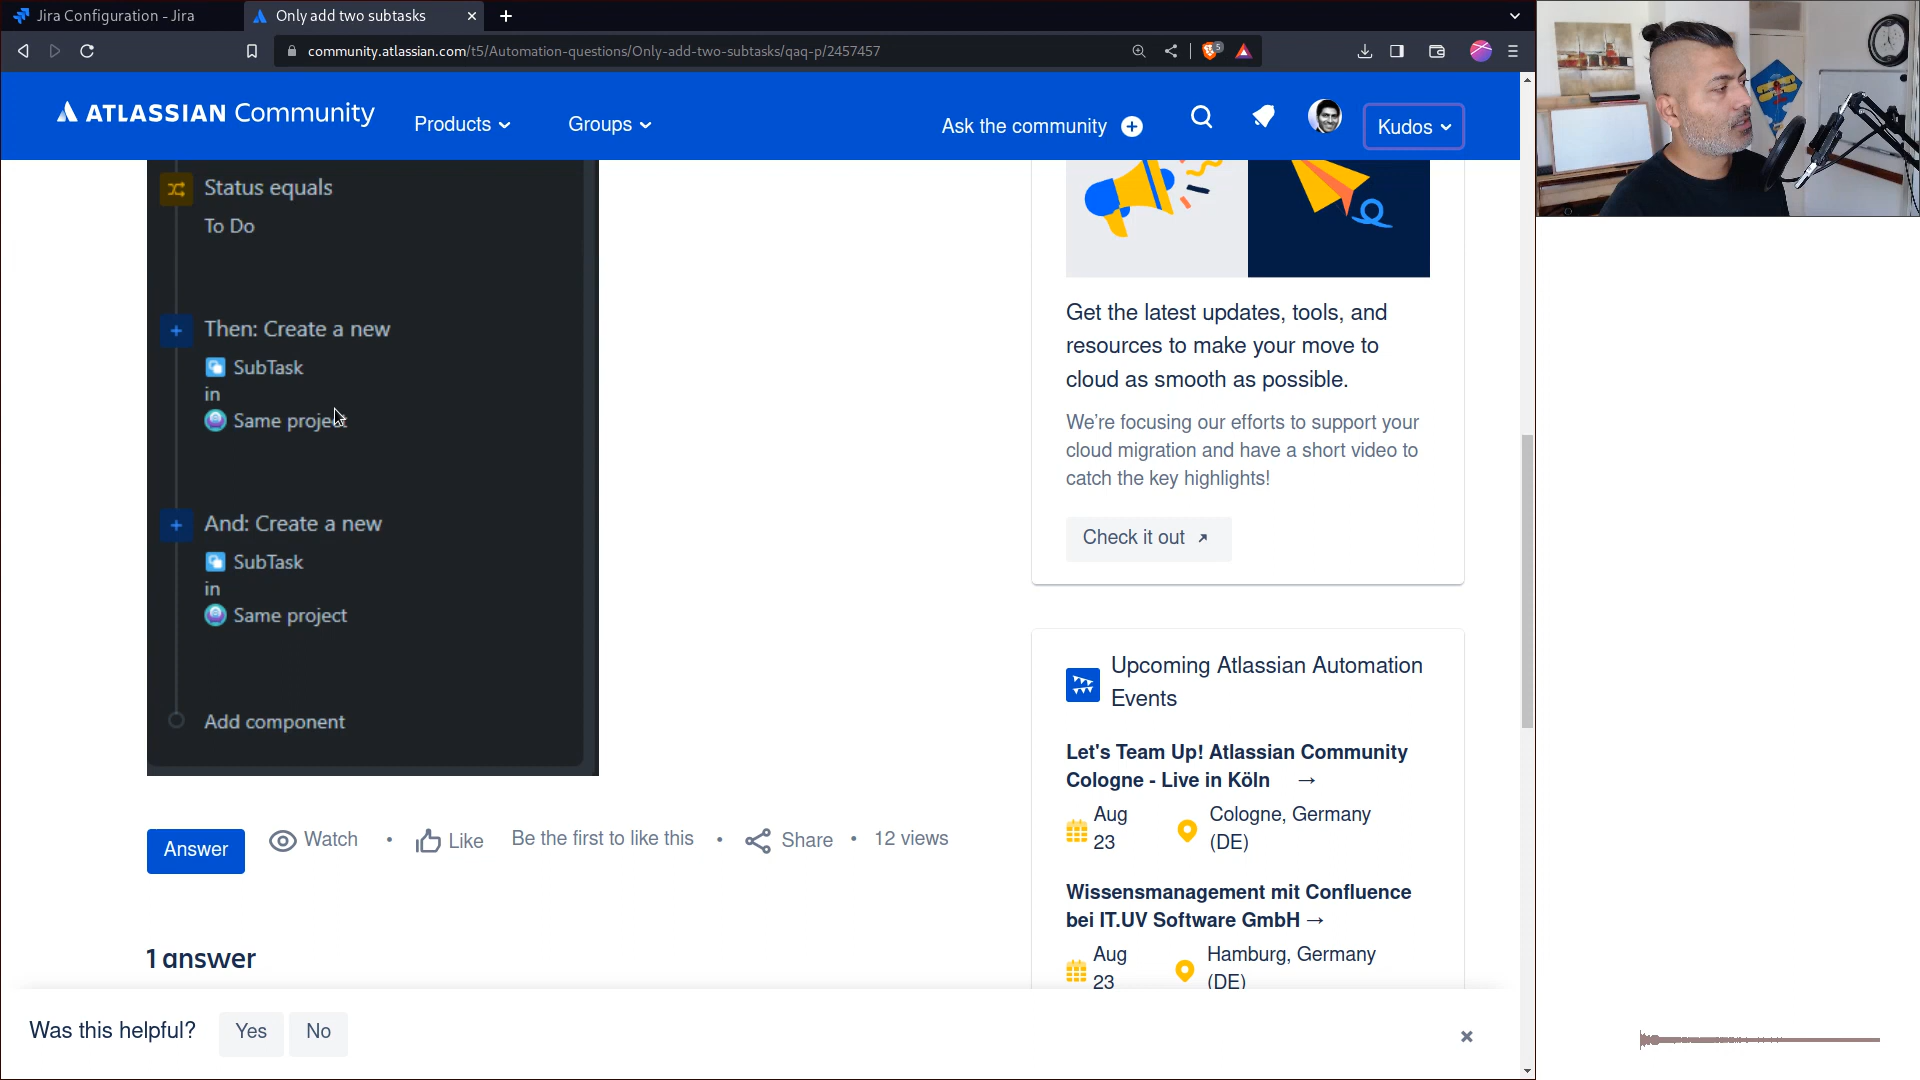 Jira Configuration - Jira
Only add two subtasks
community.atlassian.com/t5/Automation-questions/Only-add-two-subtasks/qaq-p/2457457
5
ATLASSIAN Community
Products
Groups
Ask the community
Kudos
Status equals
To Do
Then: Create a new
SubTask
in
Same project
And: Create a new
SubTask
in
Same project
Add component
Answer
Watch
•
Like
Be the first to like this
•
Share
•
12 views
1 answer
Get the latest updates, tools, and
resources to make your move to
cloud as smooth as possible.
We're focusing our efforts to support your
cloud migration and have a short video to
catch the key highlights!
Check it out
Upcoming Atlassian Automation
Events
Let's Team Up! Atlassian Community
Cologne - Live in Köln →
Aug
23
Cologne, Germany
(DE)
Wissensmanagement mit Confluence
bei IT.UV Software GmbH →
Aug
23
Hamburg, Germany
(DE)
Was this helpful?
Yes
No